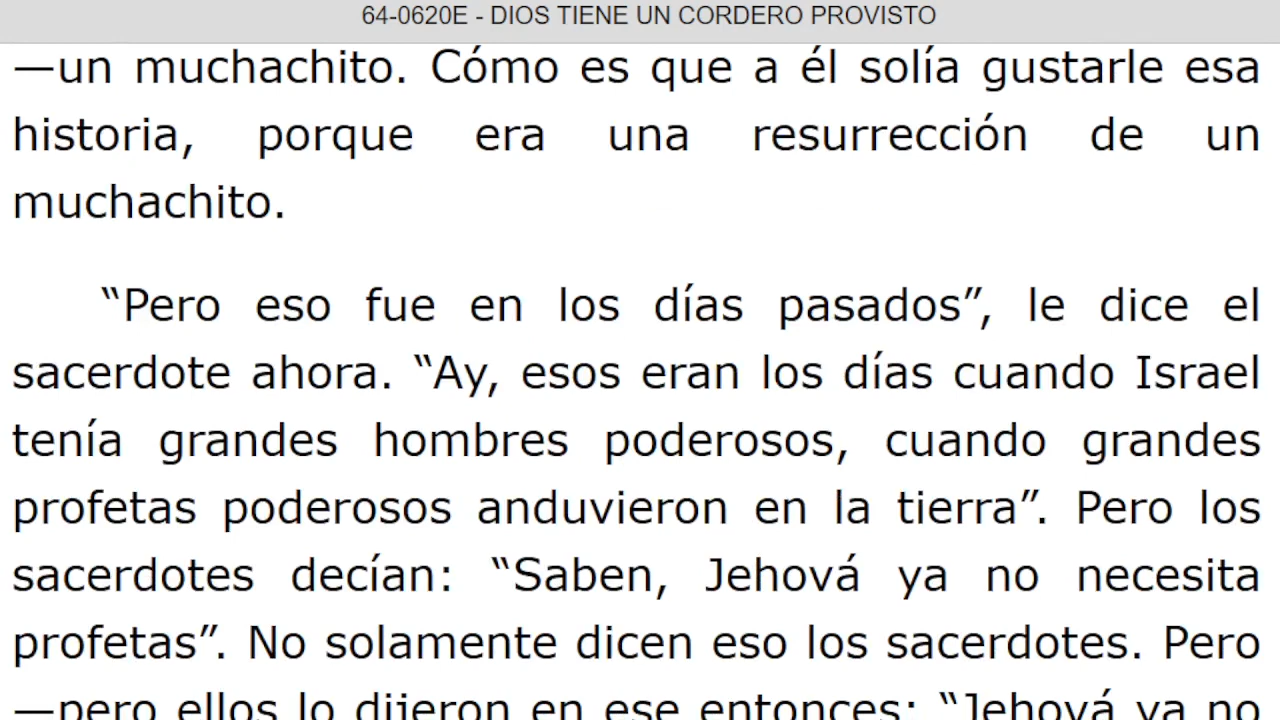 64-0620E - DIOS TIENE UN CORDERO PROVISTO
—un muchachito. Cómo es que a él solía gustarle esa
historia, porque era una resurrección de un
muchachito.
“Pero eso fue en los días pasados”, le dice el
sacerdote ahora. “Ay, esos eran los días cuando Israel
tenía grandes hombres poderosos, cuando grandes
profetas poderosos anduvieron en la tierra”. Pero los
sacerdotes decían: “Saben, Jehová ya no necesita
profetas”. No solamente dicen eso los sacerdotes. Pero
—pero ellos lo dijeron en ese entonces: “Jehová ya no